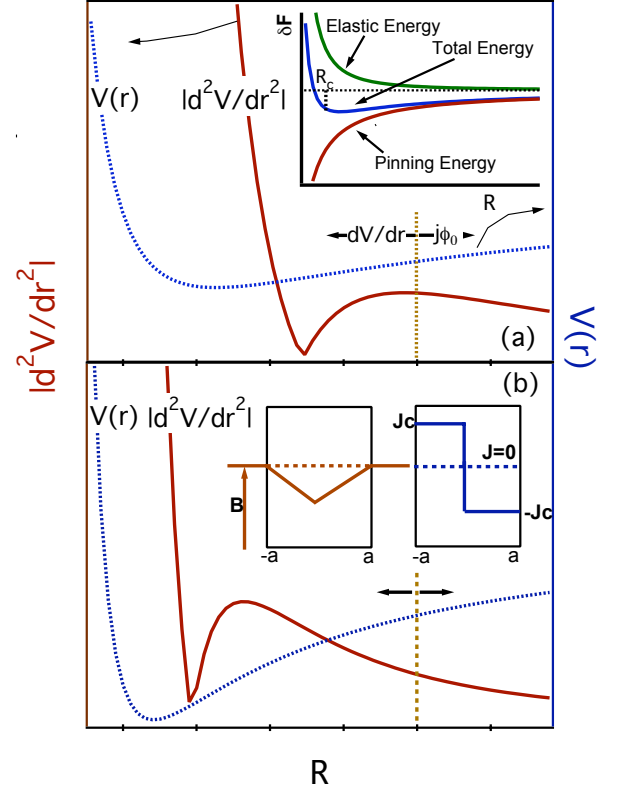 δF
Elastic Energy
Total Energy
R_c
Pinning Energy
V(r)
|d²V/dr²|
R
dV/dr
jϕ₀
(a)
|d²V/dr²|
V(r)
(b)
V(r) |d²V/dr²|
Jc
J=0
B
-Jc
-a
a
-a
a
R